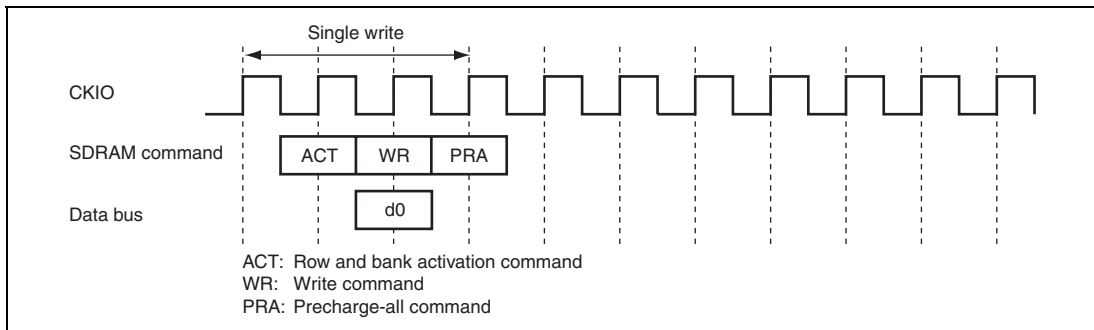 Single write
CKIO
SDRAM command
ACT WR PRA
Data bus
d0
ACT: Row and bank activation command
WR: Write command
PRA: Precharge-all command